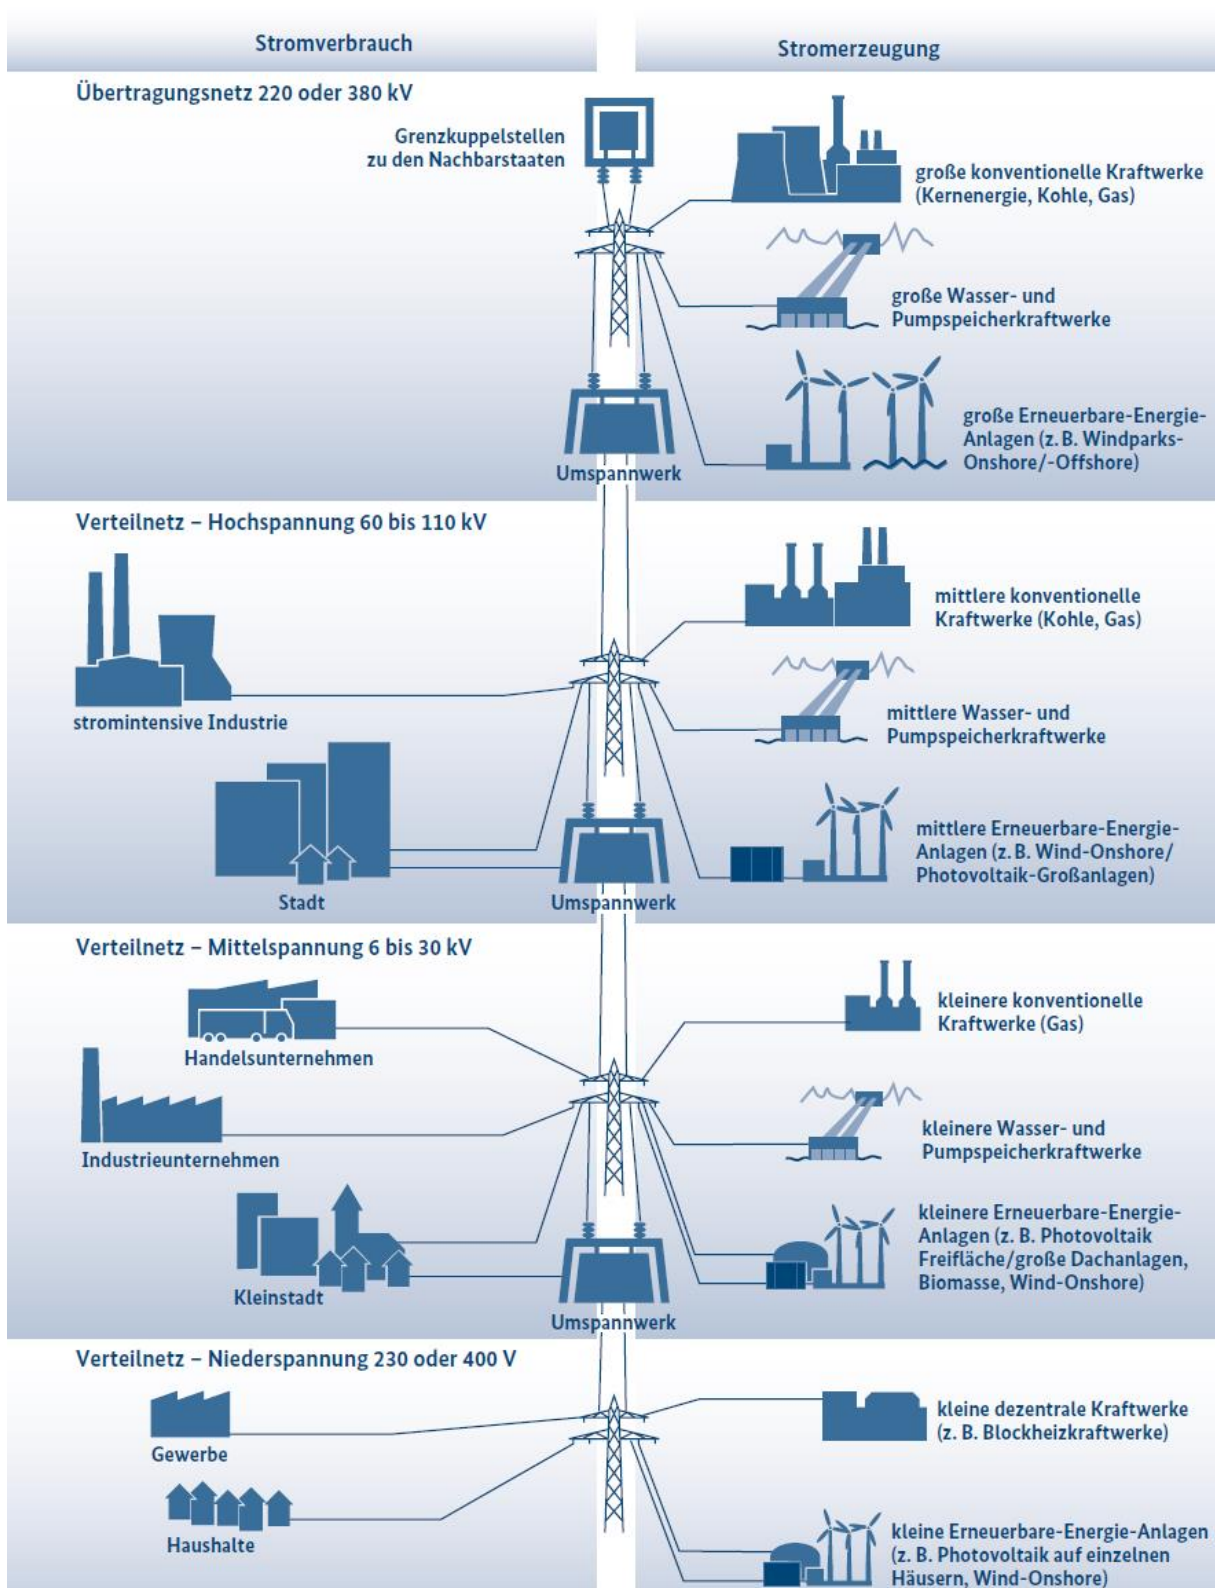 Stromverbrauch
Stromerzeugung
Übertragungsnetz 220 oder 380 kV
Grenzkuppelstellen
zu den Nachbarstaaten
große konventionelle Kraftwerke
(Kernenergie, Kohle, Gas)
große Wasser- und
Pumpspeicherkraftwerke
große Erneuerbare-Energie-
Anlagen (z. B. Windparks-
Onshore/-Offshore)
Umspannwerk
Verteilnetz – Hochspannung 60 bis 110 kV
stromintensive Industrie
Stadt
mittlere konventionelle
Kraftwerke (Kohle, Gas)
mittlere Wasser- und
Pumpspeicherkraftwerke
mittlere Erneuerbare-Energie-
Anlagen (z. B. Wind-Onshore/
Photovoltaik-Großanlagen)
Umspannwerk
Verteilnetz – Mittelspannung 6 bis 30 kV
Handelsunternehmen
Industrieunternehmen
Kleinstadt
kleinere konventionelle
Kraftwerke (Gas)
kleinere Wasser- und
Pumpspeicherkraftwerke
kleinere Erneuerbare-Energie-
Anlagen (z. B. Photovoltaik
Freifläche/große Dachanlagen,
Biomasse, Wind-Onshore)
Umspannwerk
Verteilnetz – Niederspannung 230 oder 400 V
Gewerbe
Haushalte
kleine dezentrale Kraftwerke
(z. B. Blockheizkraftwerke)
kleine Erneuerbare-Energie-Anlagen
(z. B. Photovoltaik auf einzelnen
Häusern, Wind-Onshore)